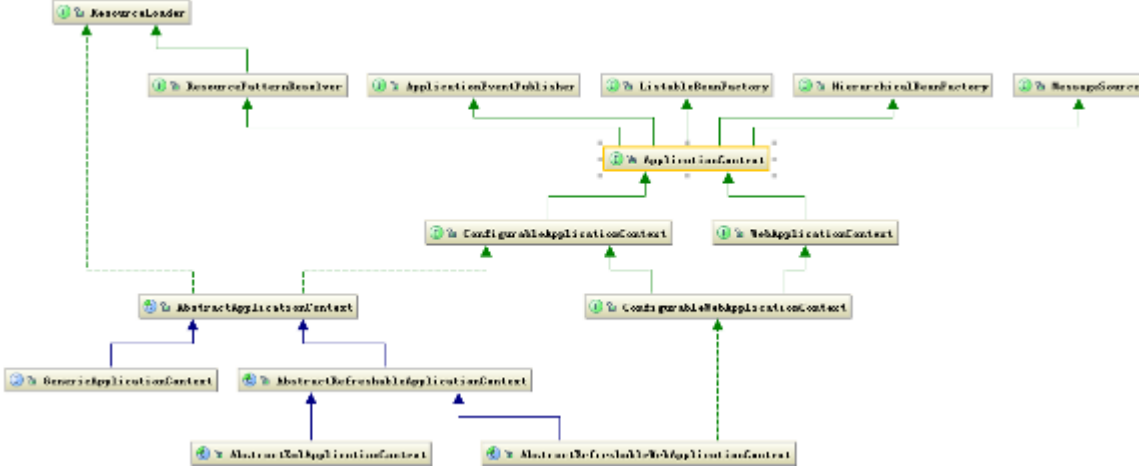 ResourceLoader
ResourcePatternResolver
ApplicationEventPublisher
ListableBeanFactory
HierarchicalBeanFactory
MessageSource
ApplicationContext
ConfigurableApplicationContext
WebApplicationContext
AbstractApplicationContext
ConfigurableWebApplicationContext
GenericApplicationContext
AbstractRefreshableApplicationContext
AbstractXmlApplicationContext
AbstractRefreshableWebApplicationContext